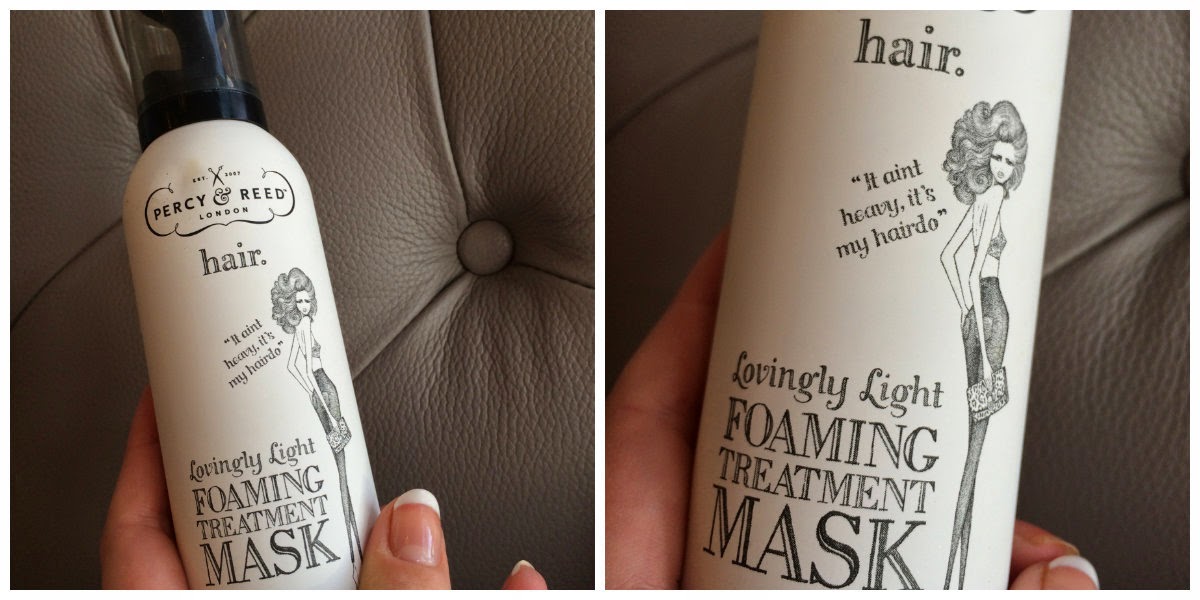 EST. 2007
PERCY & REED™
LONDON
hair.
"It aint
heavy, it's
my hairdo"
Lovingly Light
FOAMING
TREATMENT
MASK
hair.
"It aint
heavy, it's
my hairdo"
Lovingly Light
FOAMING
TREATMENT
MASK